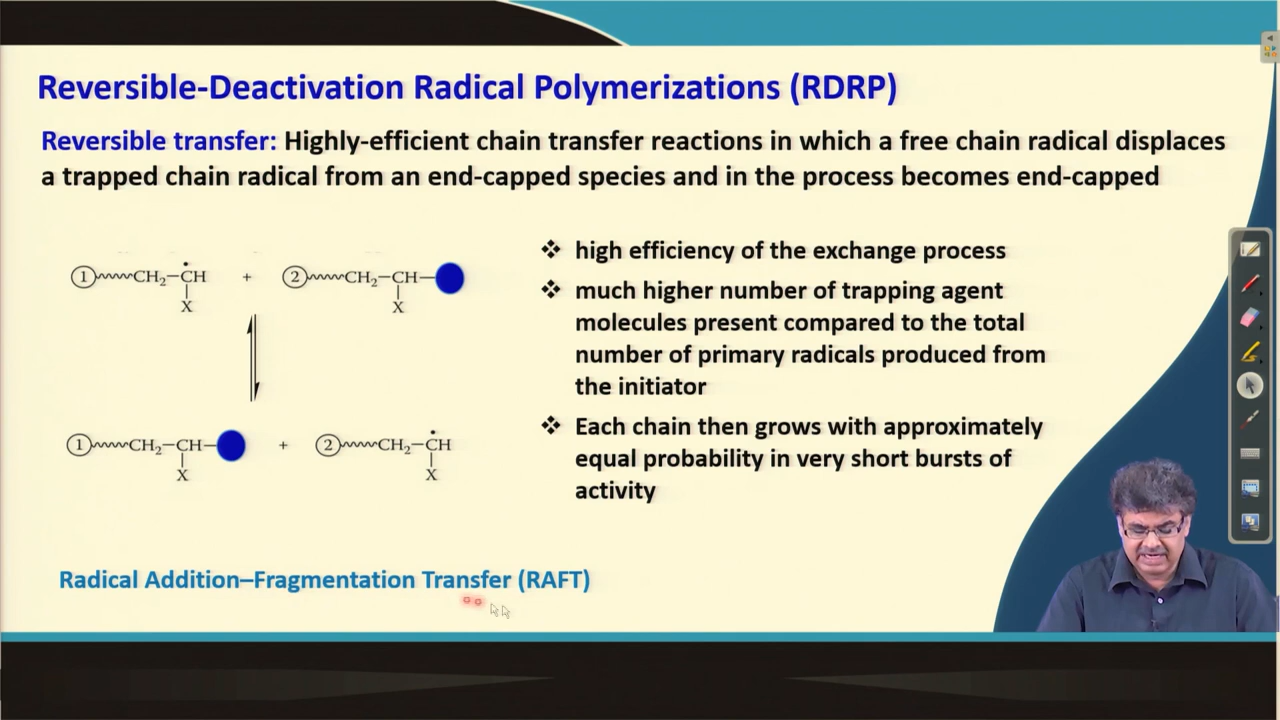 Reversible-Deactivation Radical Polymerizations (RDRP)
Reversible transfer: Highly-efficient chain transfer reactions in which a free chain radical displaces
a trapped chain radical from an end-capped species and in the process becomes end-capped
1 CH₂–ĊH + 2 CH₂–CH–
X X
1 CH₂–CH– + 2 CH₂–ĊH
X X
❖ high efficiency of the exchange process
❖ much higher number of trapping agent
molecules present compared to the total
number of primary radicals produced from
the initiator
❖ Each chain then grows with approximately
equal probability in very short bursts of
activity
Radical Addition–Fragmentation Transfer (RAFT)